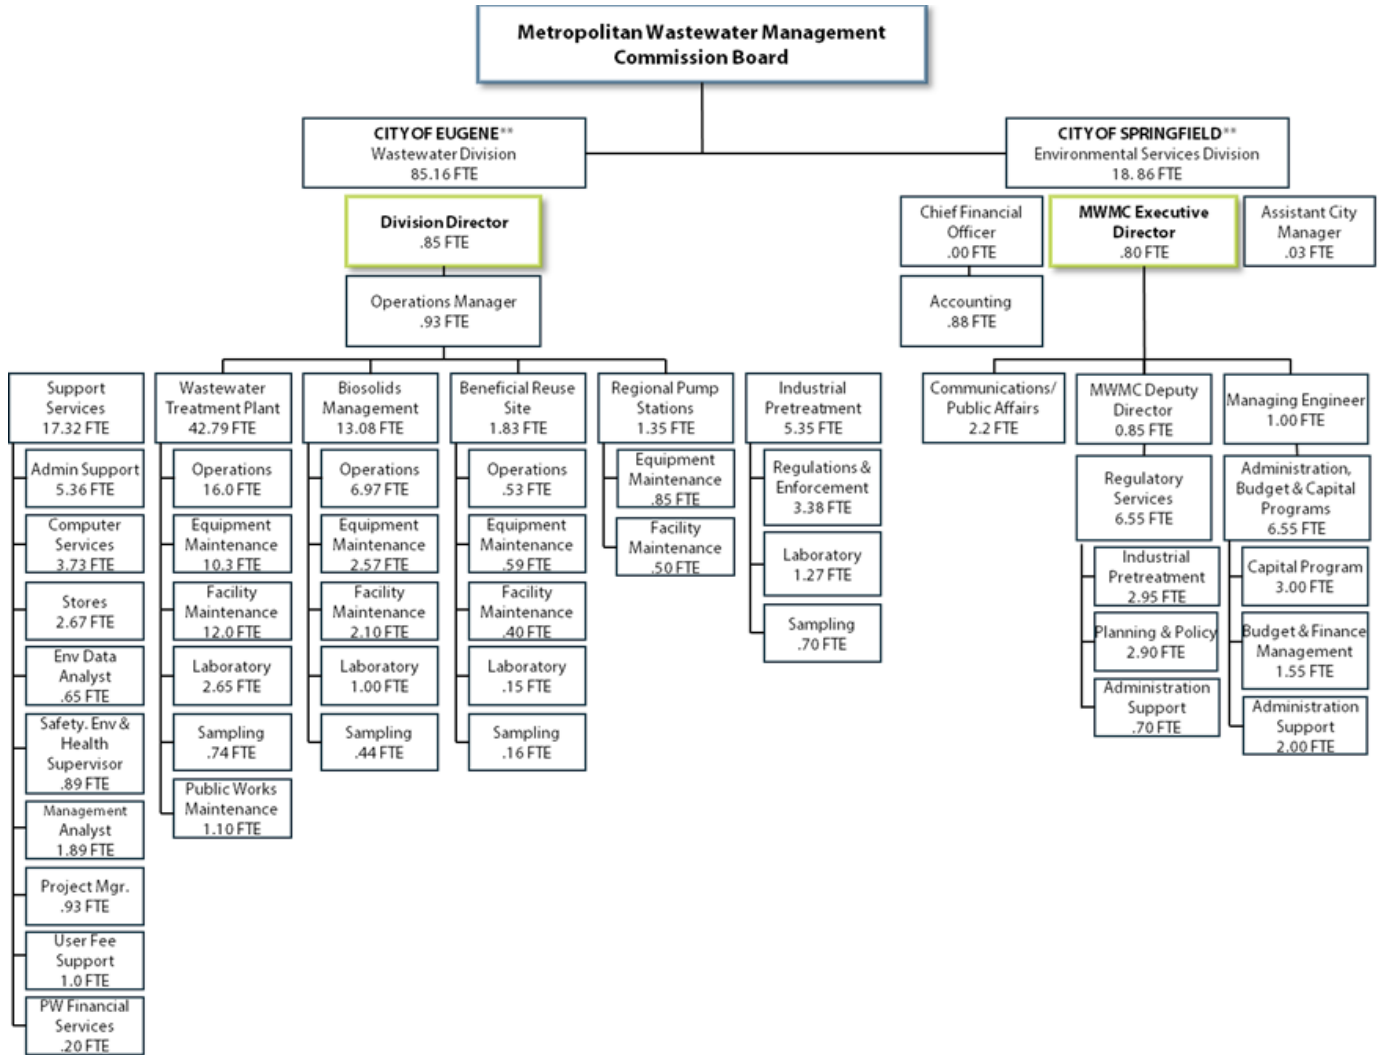 Metropolitan Wastewater Management
Commission Board
CITY OF EUGENE**
Wastewater Division
85.16 FTE
CITY OF SPRINGFIELD**
Environmental Services Division
18. 86 FTE
Division Director
.85 FTE
Operations Manager
.93 FTE
Chief Financial
Officer
.00 FTE
MWMC Executive
Director
.80 FTE
Assistant City
Manager
.03 FTE
Accounting
.88 FTE
Support
Services
17.32 FTE
Admin Support
5.36 FTE
Computer
Services
3.73 FTE
Stores
2.67 FTE
Env Data
Analyst
.65 FTE
Safety. Env &
Health
Supervisor
.89 FTE
Management
Analyst
1.89 FTE
Project Mgr.
.93 FTE
User Fee
Support
1.0 FTE
PW Financial
Services
.20 FTE
Wastewater
Treatment Plant
42.79 FTE
Operations
16.0 FTE
Equipment
Maintenance
10.3 FTE
Facility
Maintenance
12.0 FTE
Laboratory
2.65 FTE
Sampling
.74 FTE
Public Works
Maintenance
1.10 FTE
Biosolids
Management
13.08 FTE
Operations
6.97 FTE
Equipment
Maintenance
2.57 FTE
Facility
Maintenance
2.10 FTE
Laboratory
1.00 FTE
Sampling
.44 FTE
Beneficial Reuse
Site
1.83 FTE
Operations
.53 FTE
Equipment
Maintenance
.59 FTE
Facility
Maintenance
.40 FTE
Laboratory
.15 FTE
Sampling
.16 FTE
Regional Pump
Stations
1.35 FTE
Equipment
Maintenance
.85 FTE
Facility
Maintenance
.50 FTE
Industrial
Pretreatment
5.35 FTE
Regulations &
Enforcement
3.38 FTE
Laboratory
1.27 FTE
Sampling
.70 FTE
Communications/
Public Affairs
2.2 FTE
MWMC Deputy
Director
0.85 FTE
Regulatory
Services
6.55 FTE
Industrial
Pretreatment
2.95 FTE
Planning & Policy
2.90 FTE
Administration
Support
.70 FTE
Managing Engineer
1.00 FTE
Administration,
Budget & Capital
Programs
6.55 FTE
Capital Program
3.00 FTE
Budget & Finance
Management
1.55 FTE
Administration
Support
2.00 FTE